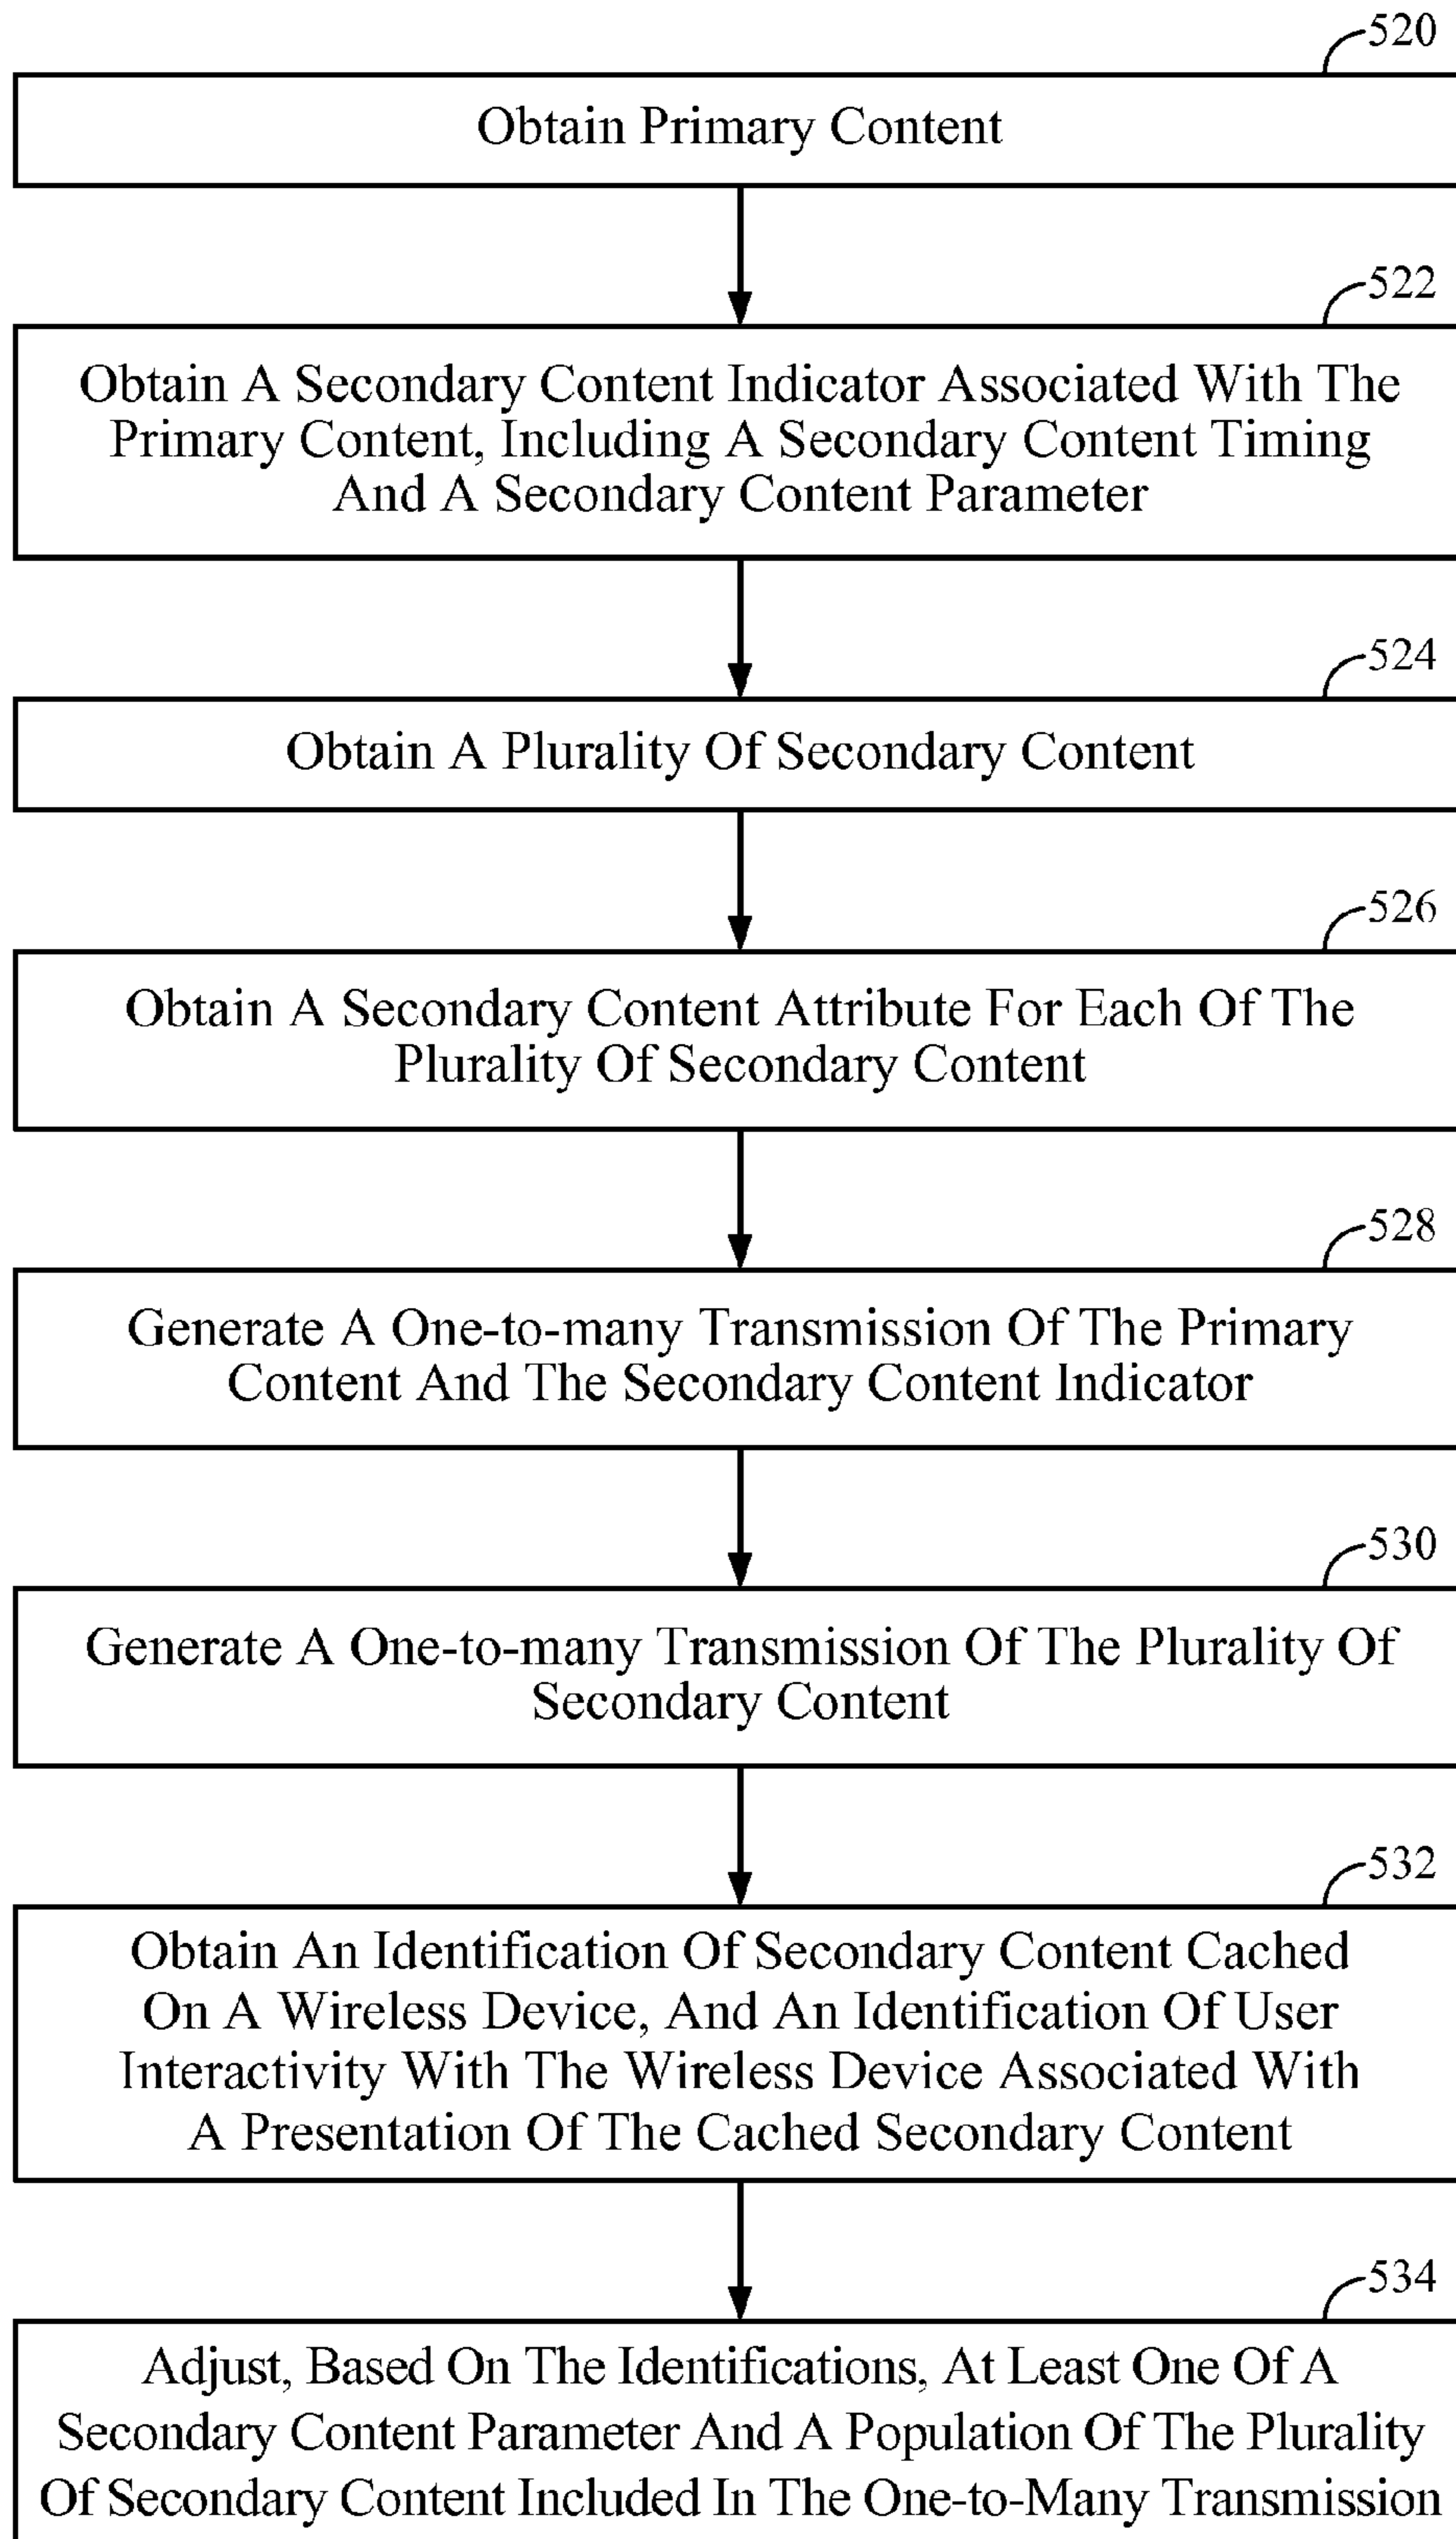 520
Obtain Primary Content
522
Obtain A Secondary Content Indicator Associated With The
Primary Content, Including A Secondary Content Timing
And A Secondary Content Parameter
524
Obtain A Plurality Of Secondary Content
526
Obtain A Secondary Content Attribute For Each Of The
Plurality Of Secondary Content
528
Generate A One-to-many Transmission Of The Primary
Content And The Secondary Content Indicator
530
Generate A One-to-many Transmission Of The Plurality Of
Secondary Content
532
Obtain An Identification Of Secondary Content Cached
On A Wireless Device, And An Identification Of User
Interactivity With The Wireless Device Associated With
A Presentation Of The Cached Secondary Content
534
Adjust, Based On The Identifications, At Least One Of A
Secondary Content Parameter And A Population Of The Plurality
Of Secondary Content Included In The One-to-Many Transmission